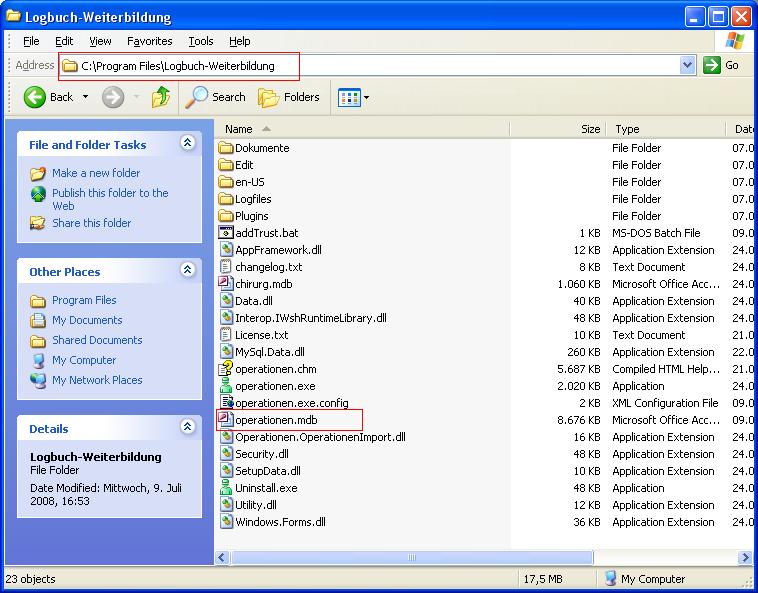 Logbuch-Weiterbildung
File Edit View Favorites Tools Help
Address C:\Program Files\Logbuch-Weiterbildung Go
Back Search Folders
File and Folder Tasks
Make a new folder
Publish this folder to the
Web
Share this folder
Other Places
Program Files
My Documents
Shared Documents
My Computer
My Network Places
Details
Logbuch-Weiterbildung
File Folder
Date Modified: Mittwoch, 9. Juli
2008, 16:53
Name Size Type Date
Dokumente File Folder 07.0
Edit File Folder 07.0
en-US File Folder 07.0
Logfiles File Folder 07.0
Plugins File Folder 07.0
addTrust.bat 1 KB MS-DOS Batch File 09.0
AppFramework.dll 12 KB Application Extension 24.0
changelog.txt 8 KB Text Document 24.0
chirurg.mdb 1.060 KB Microsoft Office Acc... 09.0
Data.dll 40 KB Application Extension 24.0
Interop.IWshRuntimeLibrary.dll 48 KB Application Extension 24.0
License.txt 10 KB Text Document 21.0
MySql.Data.dll 260 KB Application Extension 22.0
operationen.chm 5.687 KB Compiled HTML Help... 24.0
operationen.exe 2.020 KB Application 24.0
operationen.exe.config 2 KB XML Configuration File 09.0
operationen.mdb 8.676 KB Microsoft Office Acc... 24.0
Operationen.OperationenImport.dll 16 KB Application Extension 24.0
Security.dll 48 KB Application Extension 24.0
SetupData.dll 10 KB Application Extension 24.0
Uninstall.exe 48 KB Application 24.0
Utility.dll 12 KB Application Extension 24.0
Windows.Forms.dll 36 KB Application Extension 24.0
23 objects 17,5 MB My Computer